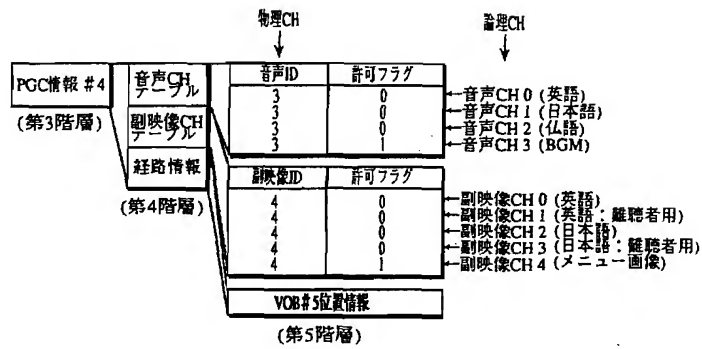 物理CH
論理CH
PGC情報 #4
(第3階層)
音声CH
テーブル
副映像CH
テーブル
経路情報
(第4階層)
音声ID 許可フラグ
3 0
3 0
3 0
3 1
音声CH 0 (英語)
音声CH 1 (日本語)
音声CH 2 (仏語)
音声CH 3 (BGM)
副映像ID 許可フラグ
4 0
4 0
4 0
4 0
4 1
副映像CH 0 (英語)
副映像CH 1 (英語:難聴者用)
副映像CH 2 (日本語)
副映像CH 3 (日本語:難聴者用)
副映像CH 4 (メニュー画像)
VOB#5位置情報
(第5階層)